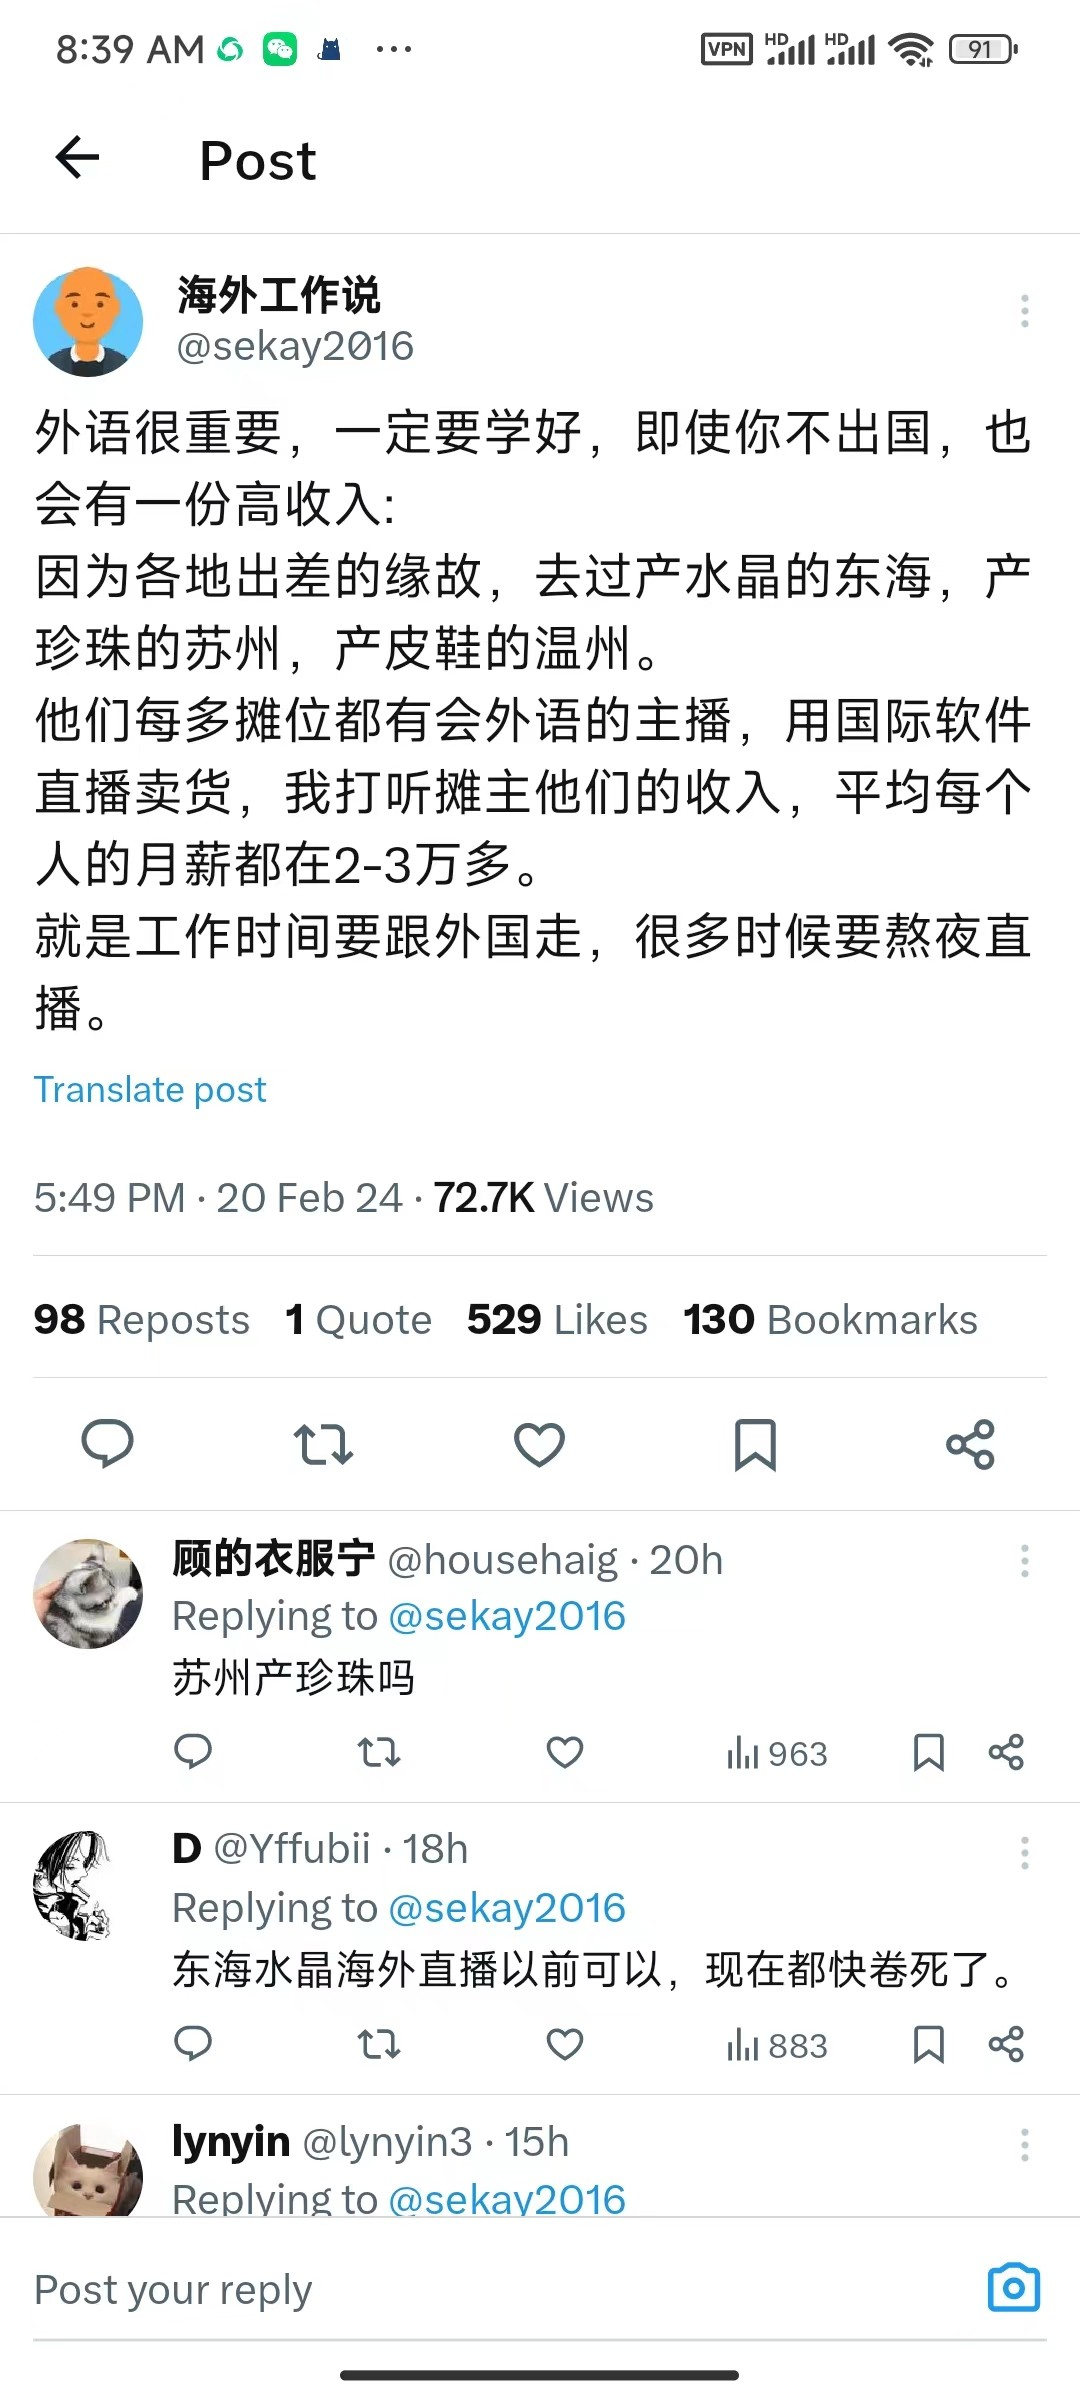 8:39 AM
VPN HD HD 91
Post
海外工作说
@sekay2016
外语很重要，一定要学好，即使你不出国，也
会有一份高收入:
因为各地出差的缘故，去过产水晶的东海，产
珍珠的苏州，产皮鞋的温州。
他们每多摊位都有会外语的主播，用国际软件
直播卖货，我打听摊主他们的收入，平均每个
人的月薪都在2-3万多。
就是工作时间要跟外国走，很多时候要熬夜直
播。
Translate post
5:49 PM · 20 Feb 24 · 72.7K Views
98 Reposts 1 Quote 529 Likes 130 Bookmarks
顾的衣服宁 @househaig · 20h
Replying to @sekay2016
苏州产珍珠吗
963
D @Yffubii · 18h
Replying to @sekay2016
东海水晶海外直播以前可以，现在都快卷死了。
883
lynyin @lynyin3 · 15h
Replying to @sekay2016
Post your reply